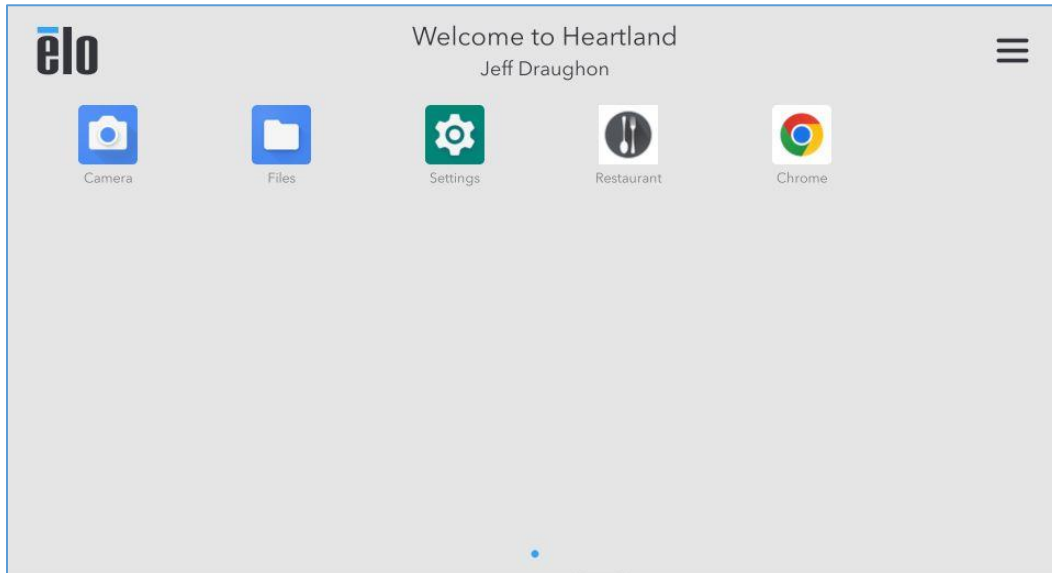 ēlo
Welcome to Heartland
Jeff Draughon
Camera
Files
Settings
Restaurant
Chrome